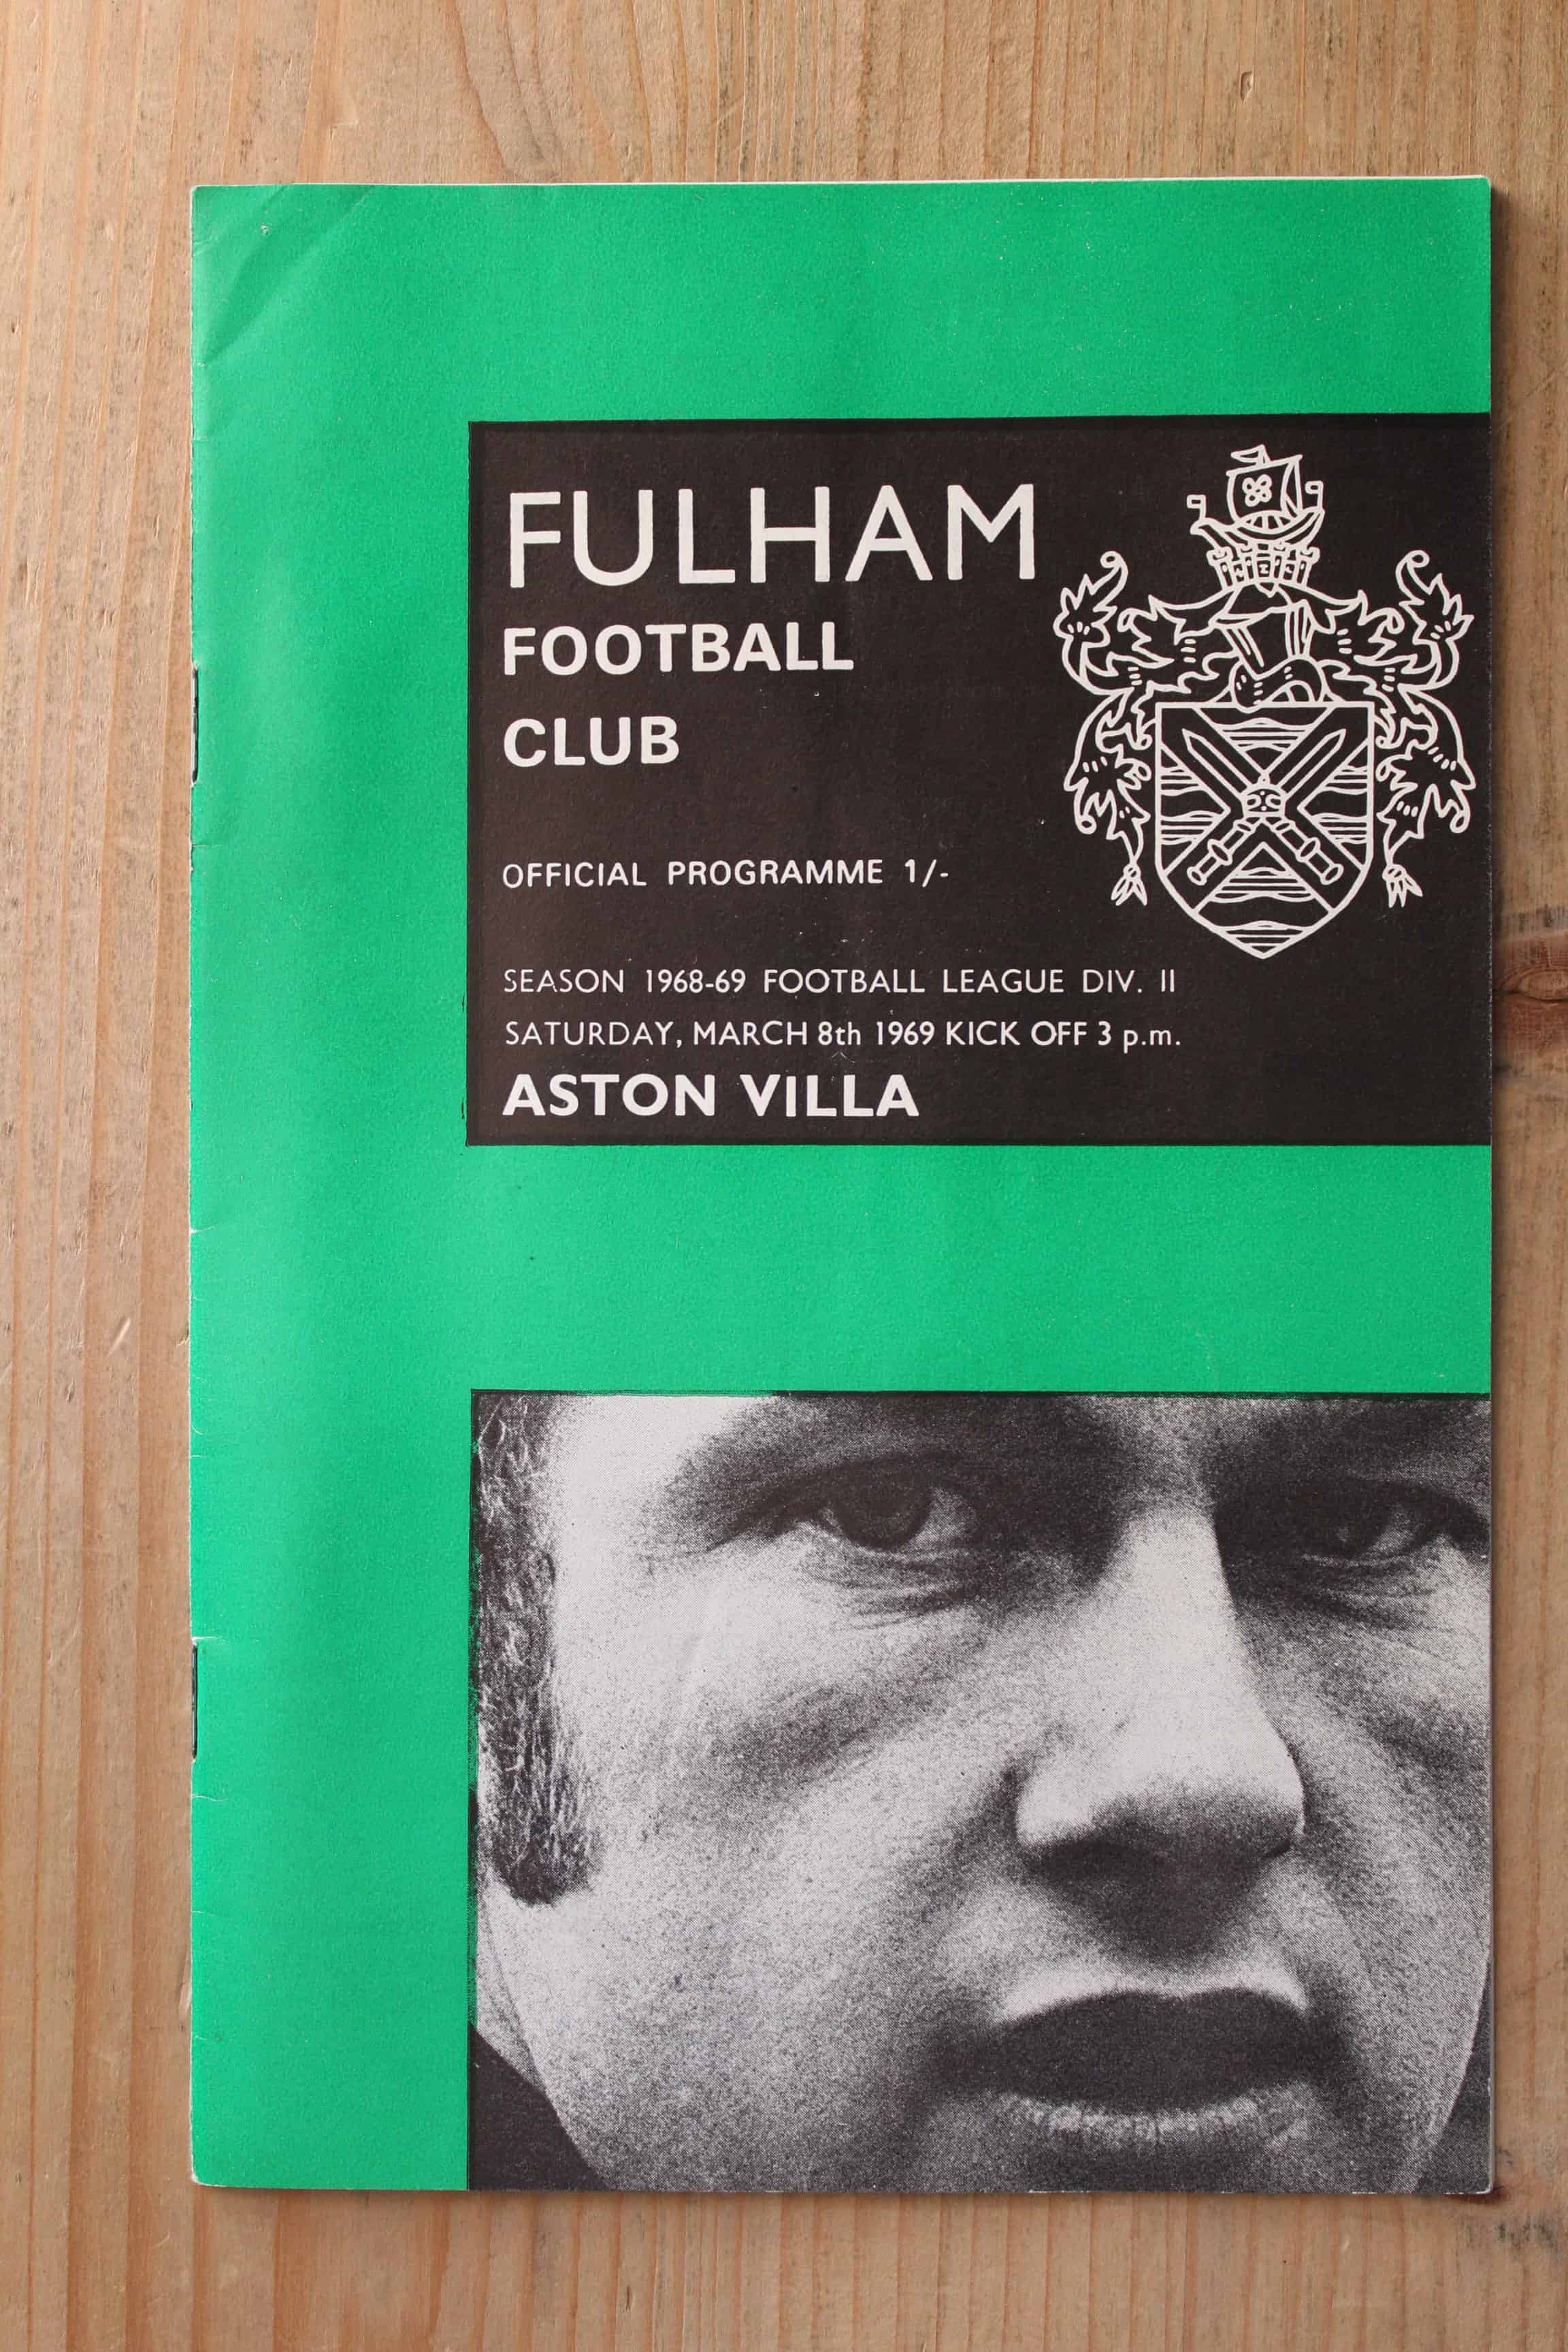 FULHAM
FOOTBALL
CLUB
OFFICIAL PROGRAMME 1/-
SEASON 1968-69 FOOTBALL LEAGUE DIV. II
SATURDAY, MARCH 8th 1969 KICK OFF 3 p.m.
ASTON VILLA